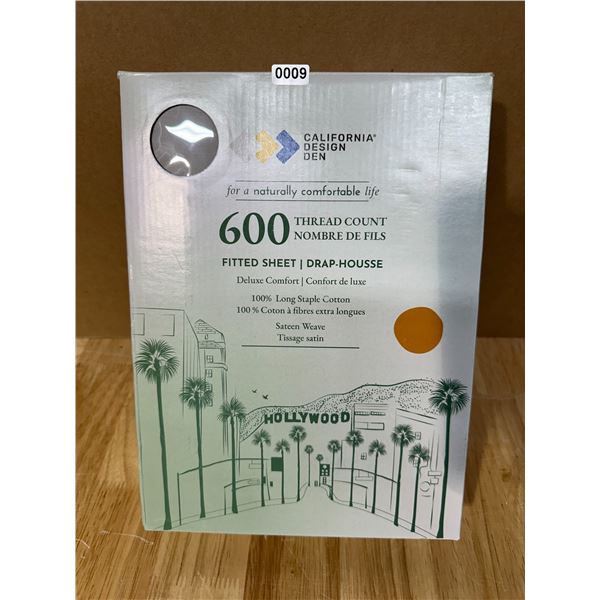 0009
CALIFORNIA®
DESIGN
DEN
for a naturally comfortable life
600 THREAD COUNT
NOMBRE DE FILS
FITTED SHEET | DRAP-HOUSSE
Deluxe Comfort | Confort de luxe
100% Long Staple Cotton
100 % Coton à fibres extra longues
Sateen Weave
Tissage satin
HOLLYWOOD